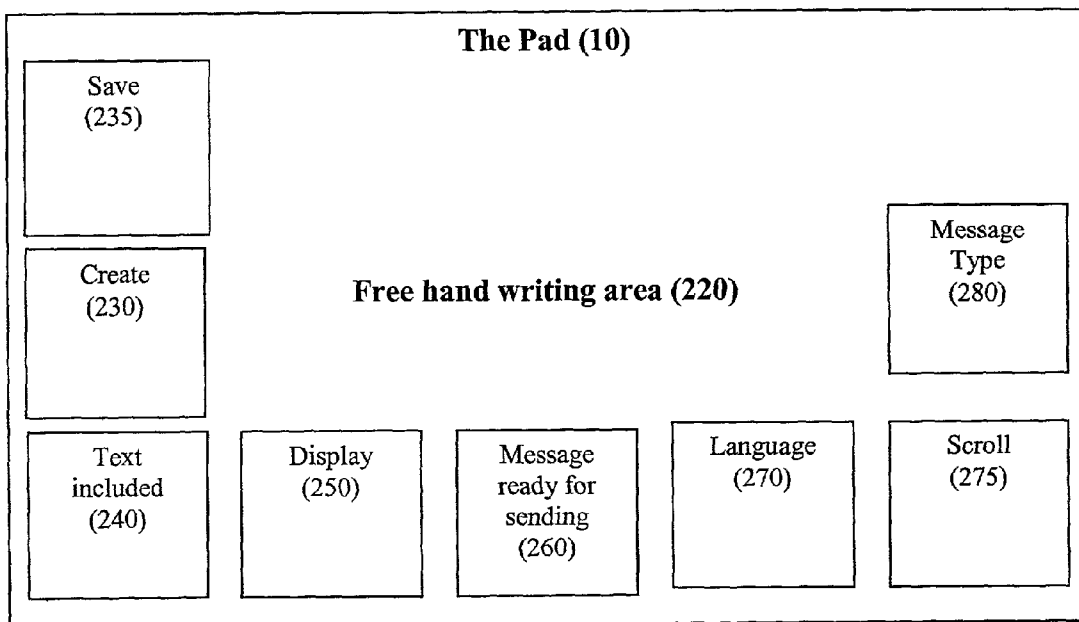 The Pad (10)
Save
(235)
Create
(230)
Free hand writing area (220)
Message
Type
(280)
Text
included
(240)
Display
(250)
Message
ready for
sending
(260)
Language
(270)
Scroll
(275)